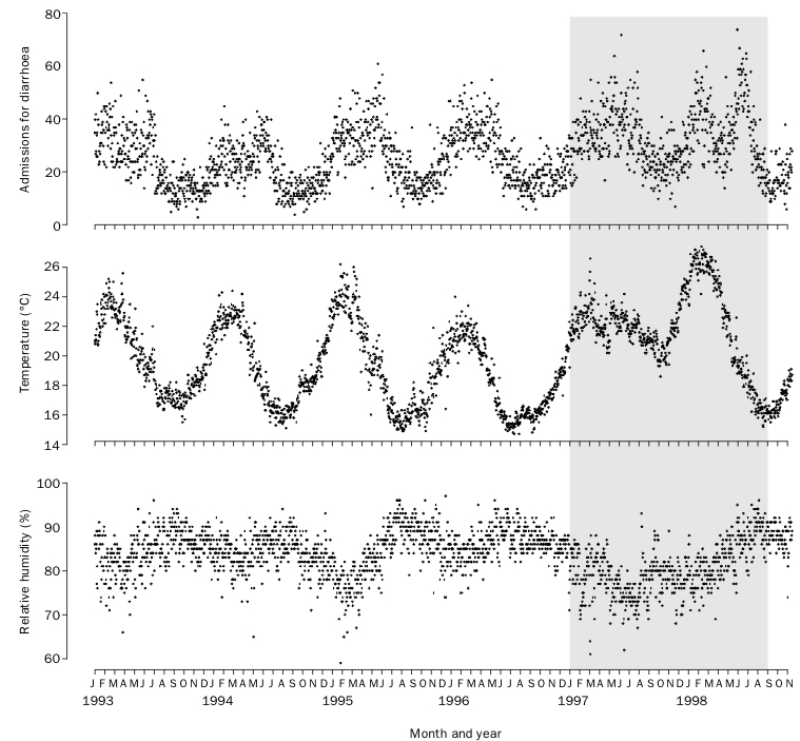 80
60
40
20
0
Admissions for diarrhoea
26
24
22
20
18
16
14
Temperature (°C)
100
90
80
70
60
Relative humidity (%)
J F M A M J J A S O N D J F M A M J J A S O N D J F M A M J J A S O N D J F M A M J J A S O N D J F M A M J J A S O N D J F M A M J J A S O N
1993 1994 1995 1996 1997 1998
Month and year